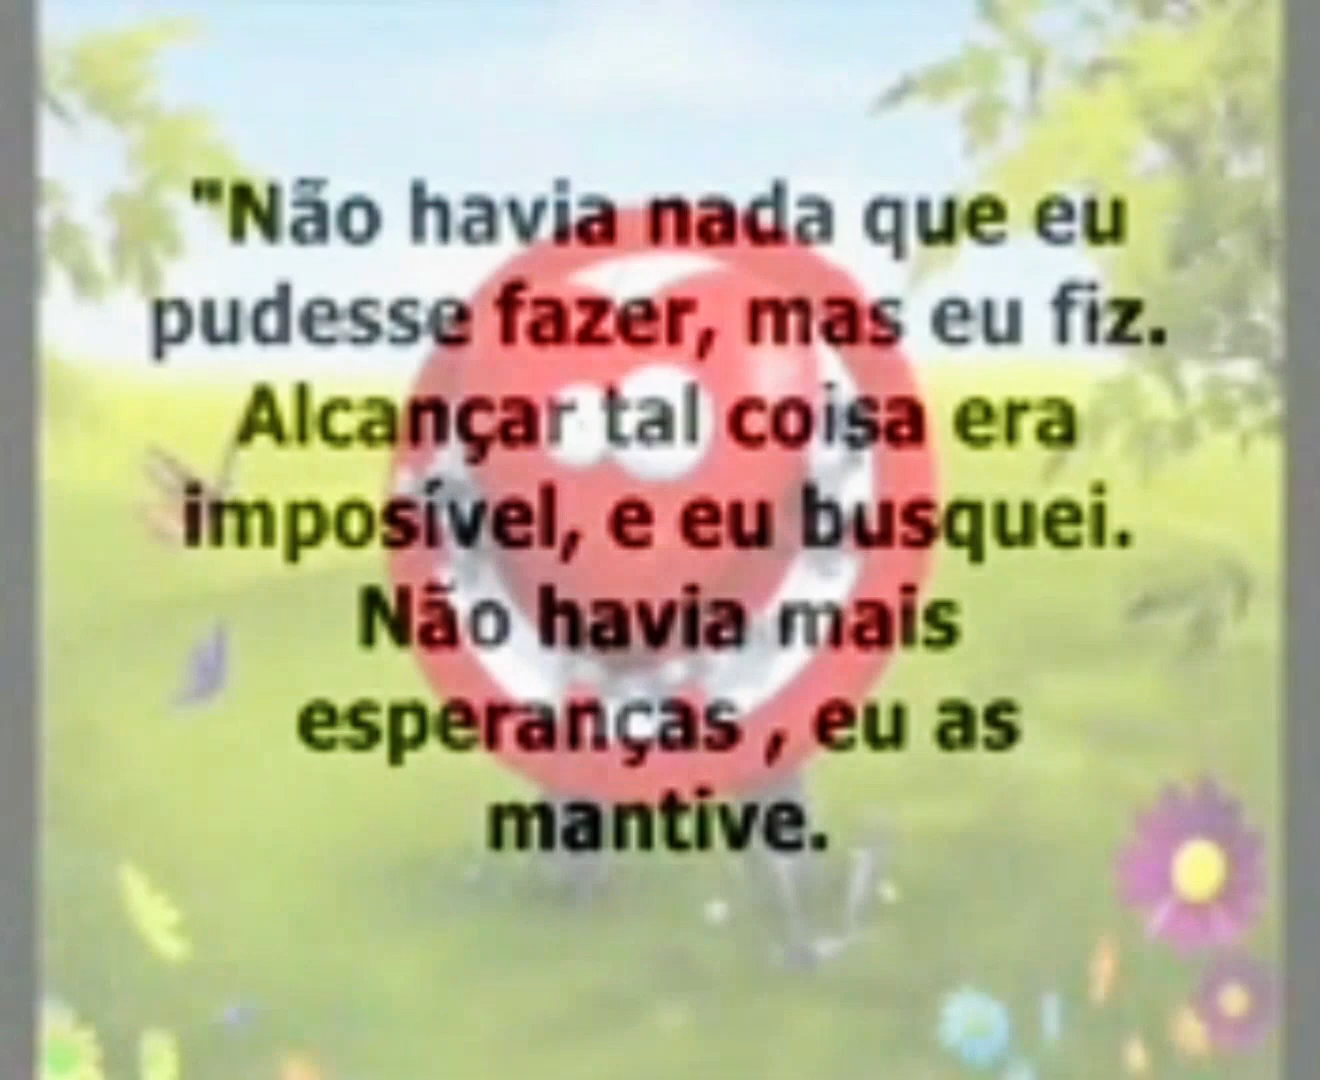 "Não havia nada que eu
pudesse fazer, mas eu fiz.
Alcançar tal coisa era
imposível, e eu busquei.
Não havia mais
esperanças , eu as
mantive.